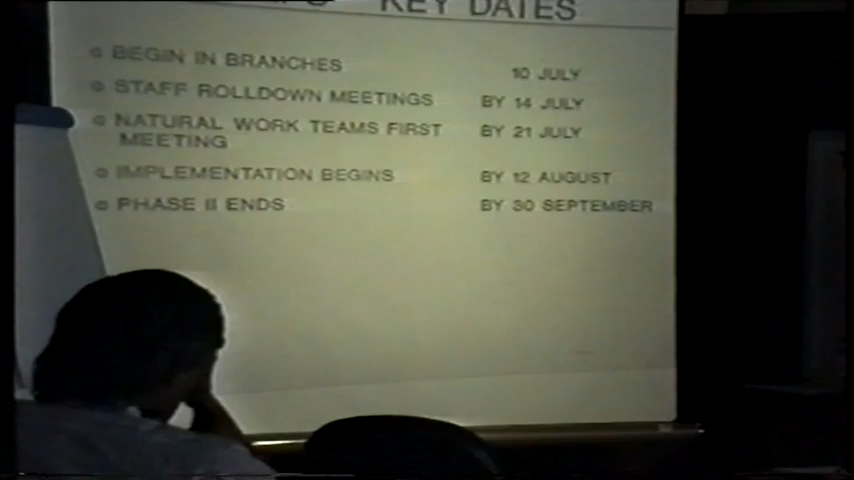 KEY DATES
BEGIN IN BRANCHES 10 JULY
STAFF ROLLDOWN MEETINGS BY 14 JULY
NATURAL WORK TEAMS FIRST BY 21 JULY
MEETING
IMPLEMENTATION BEGINS BY 12 AUGUST
PHASE II ENDS BY 30 SEPTEMBER